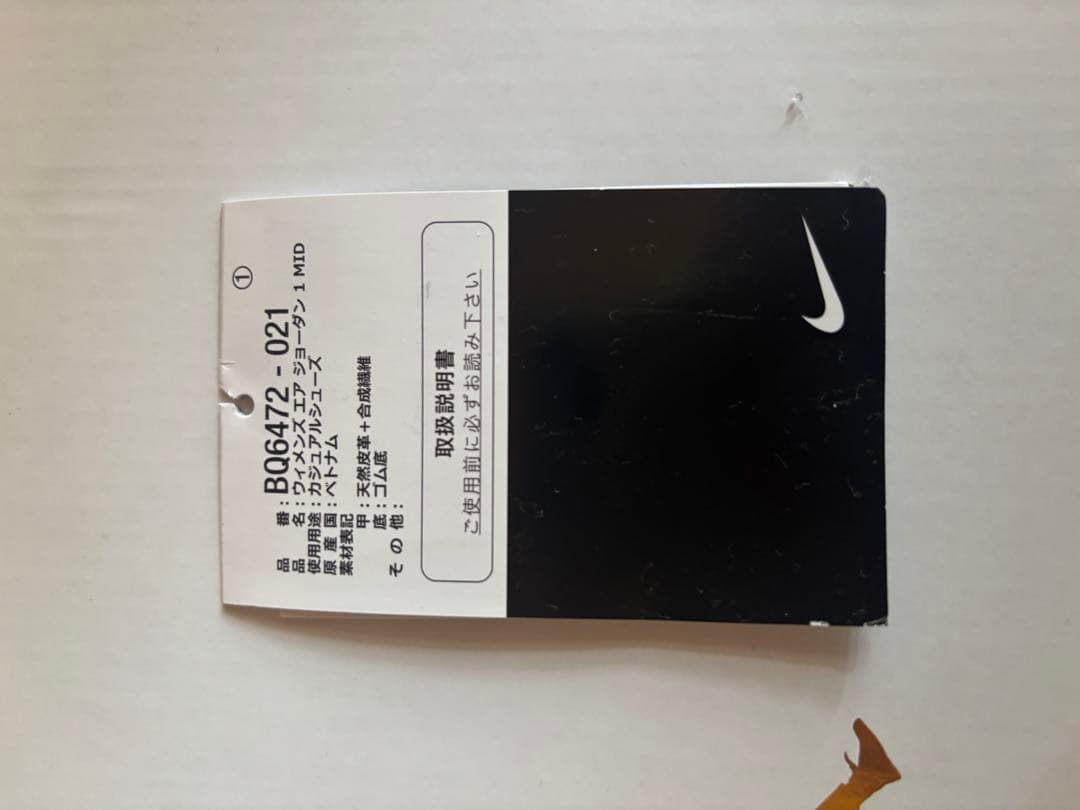 ①
品番：BQ6472 - 021
品名：ウィメンズ エア ジョーダン 1 MID
使用用途：カジュアルシューズ
原産国：ベトナム
素材表記
甲：天然皮革＋合成繊維
底：ゴム底
その他：
取扱説明書
ご使用前に必ずお読み下さい